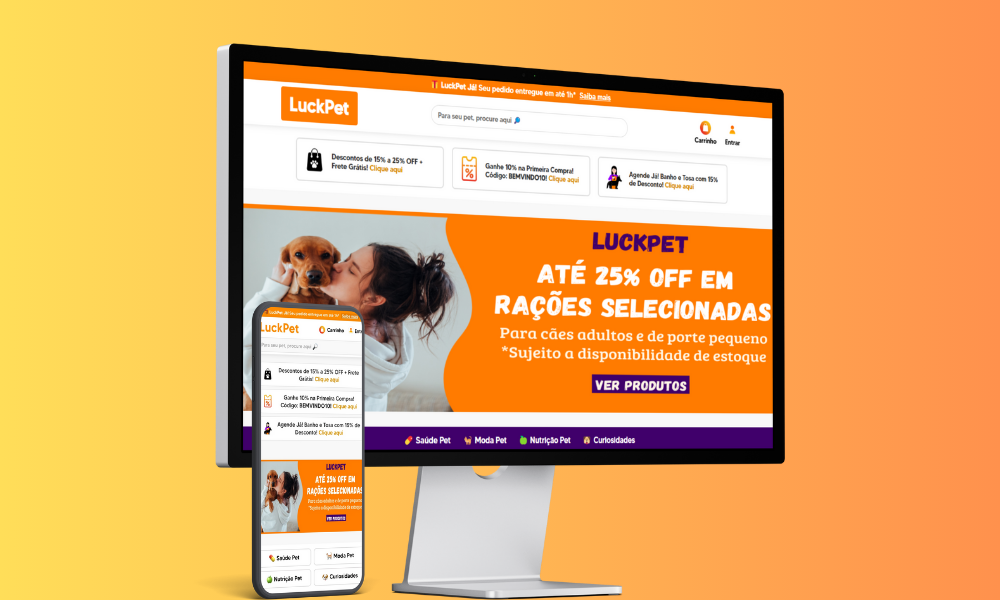 LuckPet Já! Seu pedido entregue em até 1h* Saiba mais
LuckPet
Para seu pet, procure aqui
Carrinho
Entrar
Descontos de 15% a 25% OFF +
Frete Grátis! Clique aqui
Ganhe 10% na Primeira Compra!
Código: BEMVINDO10! Clique aqui
Agende Já! Banho e Tosa com 15%
de Desconto! Clique aqui
LUCKPET
ATÉ 25% OFF EM
RAÇÕES SELECIONADAS
Para cães adultos e de porte pequeno
*Sujeito a disponibilidade de estoque
VER PRODUTOS
Saúde Pet
Moda Pet
Nutrição Pet
Curiosidades
LuckPet Já! Seu pedido entregue em até 1h* Saiba mais
LuckPet
Carrinho
Ent
Para seu pet, procure aqui
Descontos de 15% a 25% OFF + Frete
Grátis! Clique aqui
Ganhe 10% na Primeira Compra!
Código: BEMVINDO10! Clique aqui
Agende Já! Banho e Tosa com 15% de
Desconto! Clique aqui
LUCKPET
ATÉ 25% OFF EM
RAÇÕES SELECIONADAS
Para cães adultos e de porte pequeno
*Sujeito a disponibilidade de estoque
VER PRODUTOS
Saúde Pet
Moda Pet
Nutrição Pet
Curiosidades